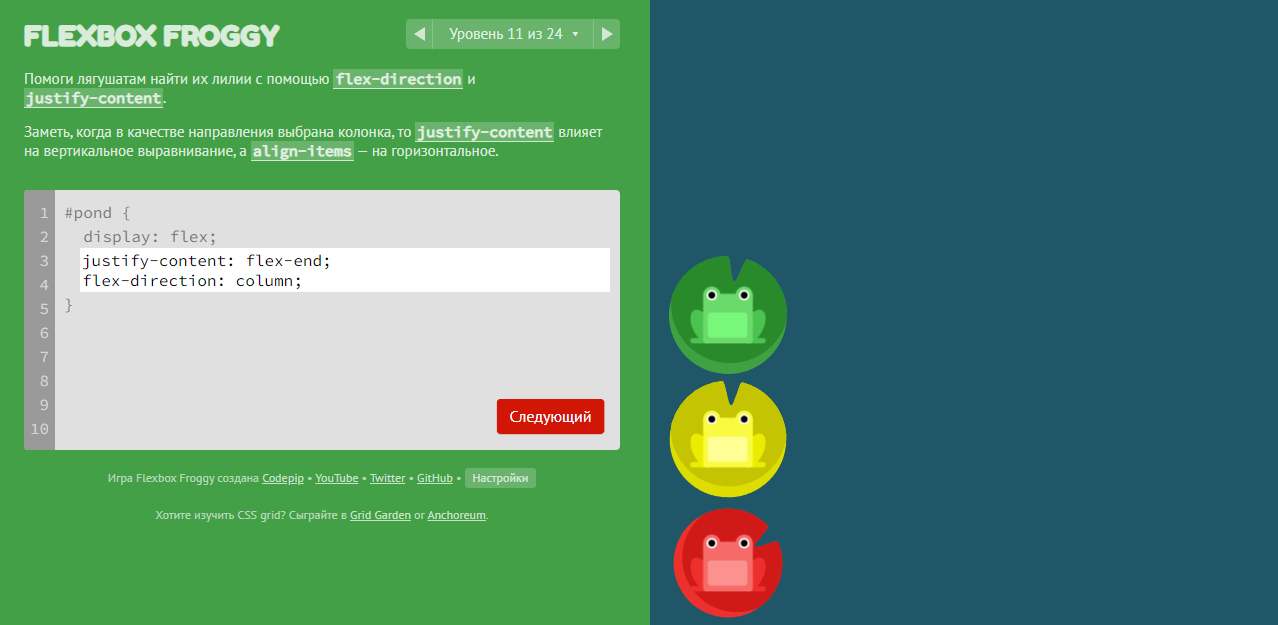 FLEXBOX FROGGY
Уровень 11 из 24
Помоги лягушатам найти их лилии с помощью flex-direction и
justify-content.
Заметь, когда в качестве направления выбрана колонка, то justify-content влияет
на вертикальное выравнивание, а align-items — на горизонтальное.
1 #pond {
2 display: flex;
3 justify-content: flex-end;
4 flex-direction: column;
5 }
6
7
8
9
10
Следующий
Игра Flexbox Froggy создана Codepip • YouTube • Twitter • GitHub • Настройки
Хотите изучить CSS grid? Сыграйте в Grid Garden or Anchoreum.